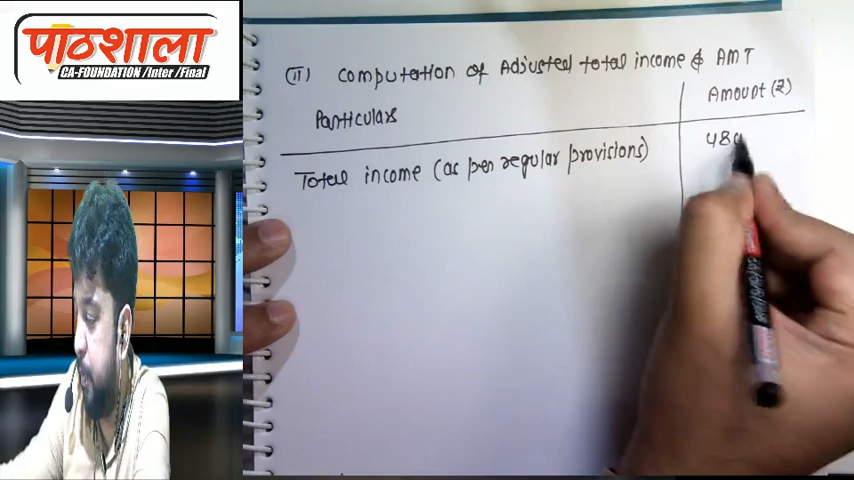 पाठशाला
CA-FOUNDATION /Inter /Final
(ii) Computation of Adjusted total income & AMT
Particulars
Amount (₹)
Total income (as per regular provisions)
48